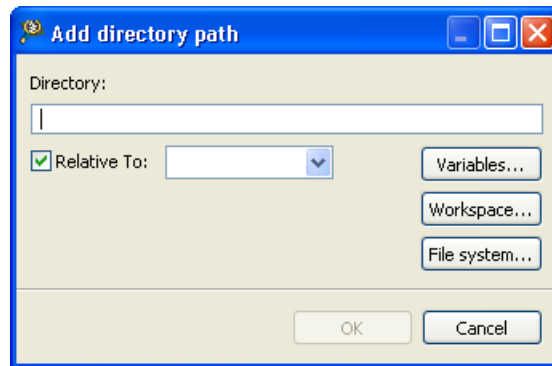 Add directory path
Directory:
Relative To:
Variables...
Workspace...
File system...
OK
Cancel